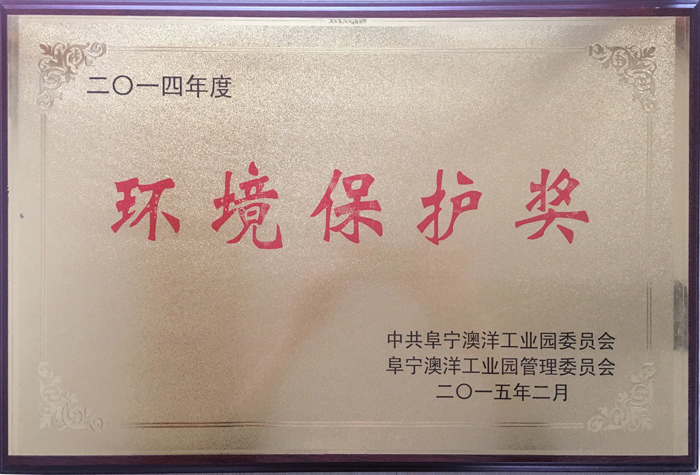 二〇一四年度
环境保护奖
中共阜宁澳洋工业园委员会
阜宁澳洋工业园管理委员会
二〇一五年二月